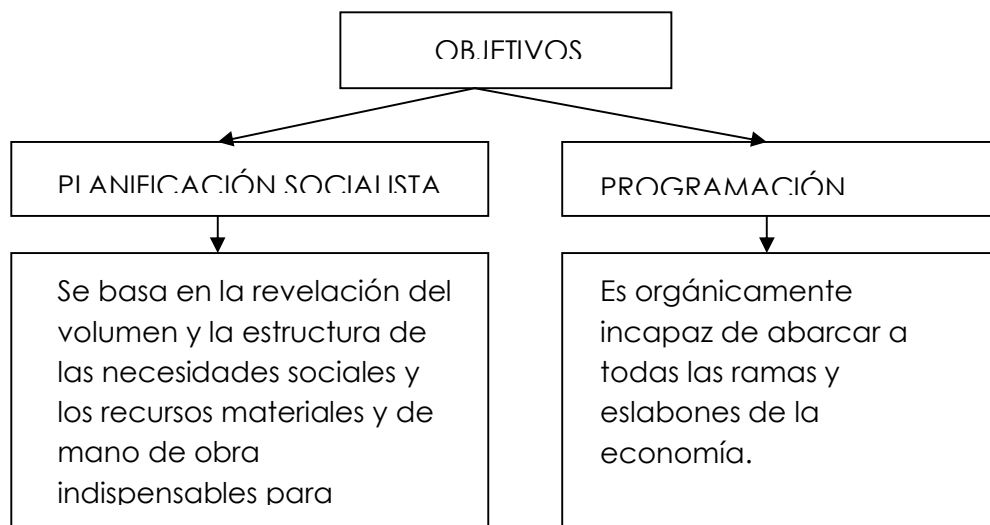 OBJETIVOS
PLANIFICACIÓN SOCIALISTA
PROGRAMACIÓN
Se basa en la revelación del
volumen y la estructura de
las necesidades sociales y
los recursos materiales y de
mano de obra
indispensables para
Es orgánicamente
incapaz de abarcar a
todas las ramas y
eslabones de la
economía.